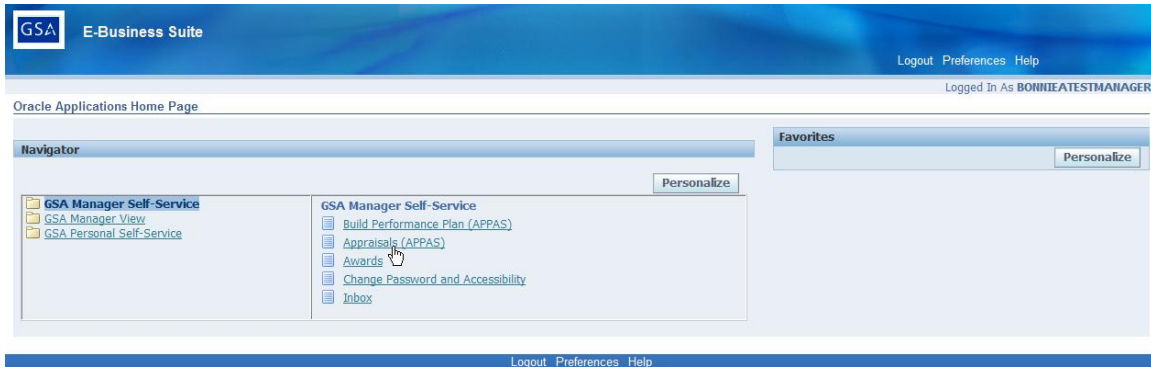 GSA E-Business Suite
Logout Preferences Help
Logged In As BONNIEATESTMANAGER
Oracle Applications Home Page
Navigator
Personalize
GSA Manager Self-Service
GSA Manager View
GSA Personal Self-Service
GSA Manager Self-Service
Build Performance Plan (APPAS)
Appraisals (APPAS)
Awards
Change Password and Accessibility
Inbox
Favorites
Personalize
Logout Preferences Help